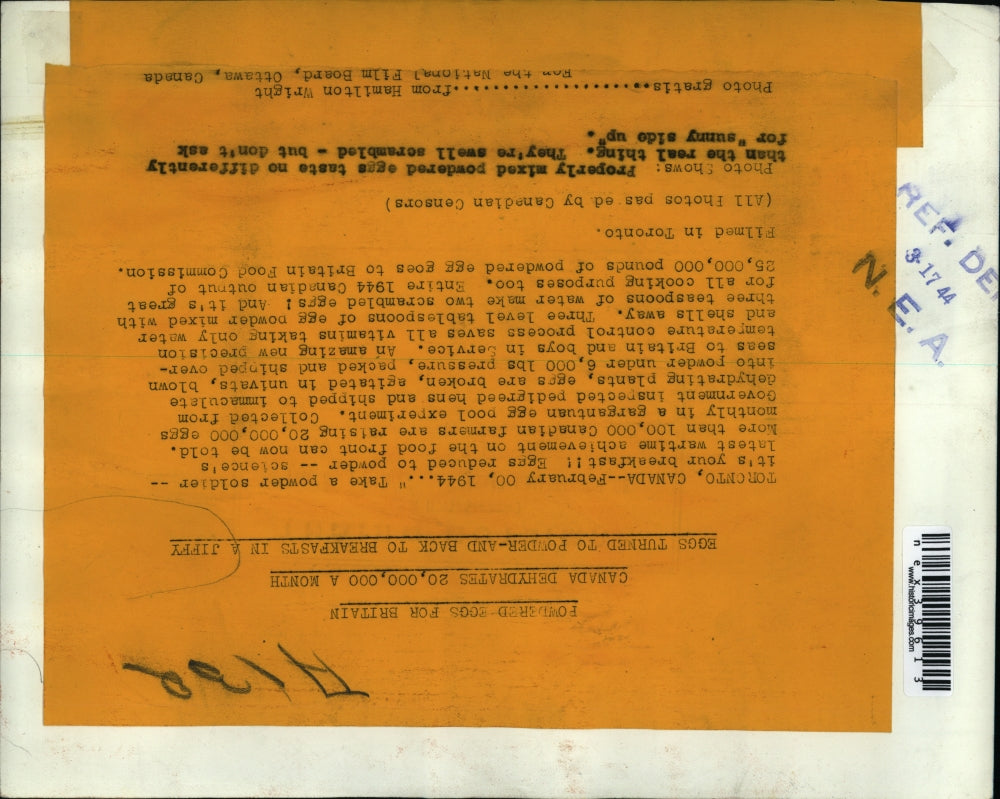 POWDERED EGGS FOR BRITAIN
CANADA DEHYDRATES 20,000,000 A MONTH
EGGS TURNED TO POWDER-AND BACK TO BREAKFASTS IN A JIFFY
TORONTO, CANADA--February 00, 1944..." Take a powder soldier --
it's your breakfast!! Eggs reduced to powder -- science's
latest wartime achievement on the food front can now be told.
More than 100,000 Canadian farmers are raising 20,000,000 eggs
monthly in a gargantuan egg pool experiment. Collected from
Government inspected pedigreed hens and shipped to immaculate
dehydrating plants, eggs are broken, agitated in univats, blown
into powder under 6,000 lbs pressure, packed and shipped over-
seas to Britain and boys in Service. An amazing new precision
temperature control process saves all vitamins taking only water
and shells away. Three level tablespoons of egg powder mixed with
three teaspoons of water make two scrambled eggs! And it's great
for all cooking purposes too. Entire 1944 Canadian output of
25,000,000 pounds of powdered egg goes to Britain Food Commission.
Filmed in Toronto.
(All Photos pas ed by Canadian Censors)
Photo Shows: Properly mixed powdered eggs taste no differently
than the real thing. They're swell scrambled - but don't ask
for "sunny side up".
Photo gratis.....................from Hamilton Wright
For the National Film Board, Ottawa, Canada
REF. DE
3-17 44
N. E. A.
nex39613
www.historicimages.com